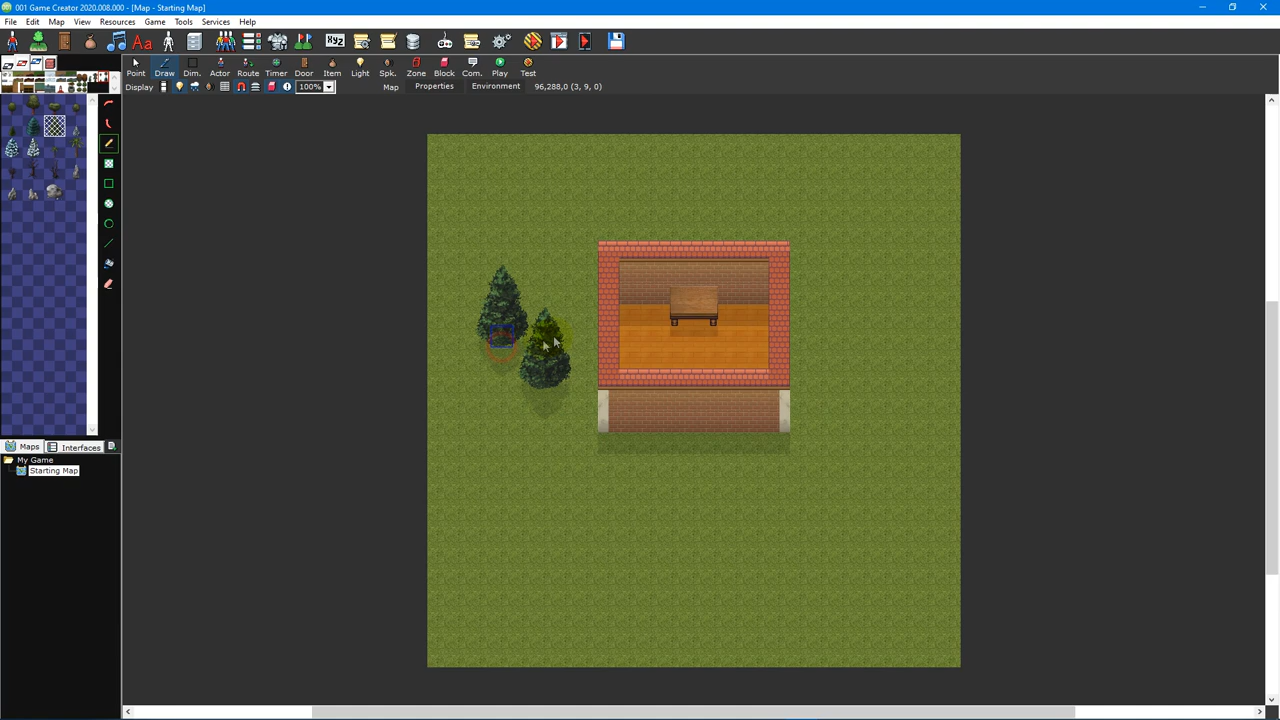 001 Game Creator 2020.008.000 - [Map - Starting Map]
File Edit Map View Resources Game Tools Services Help
Aa xyz
Point Draw Dim. Actor Route Timer Door Item Light Spk. Zone Block Com.. Play Test
Display 100% Map Properties Environment 96,288,0 (3, 9, 0)
Maps Interfaces
My Game
Starting Map